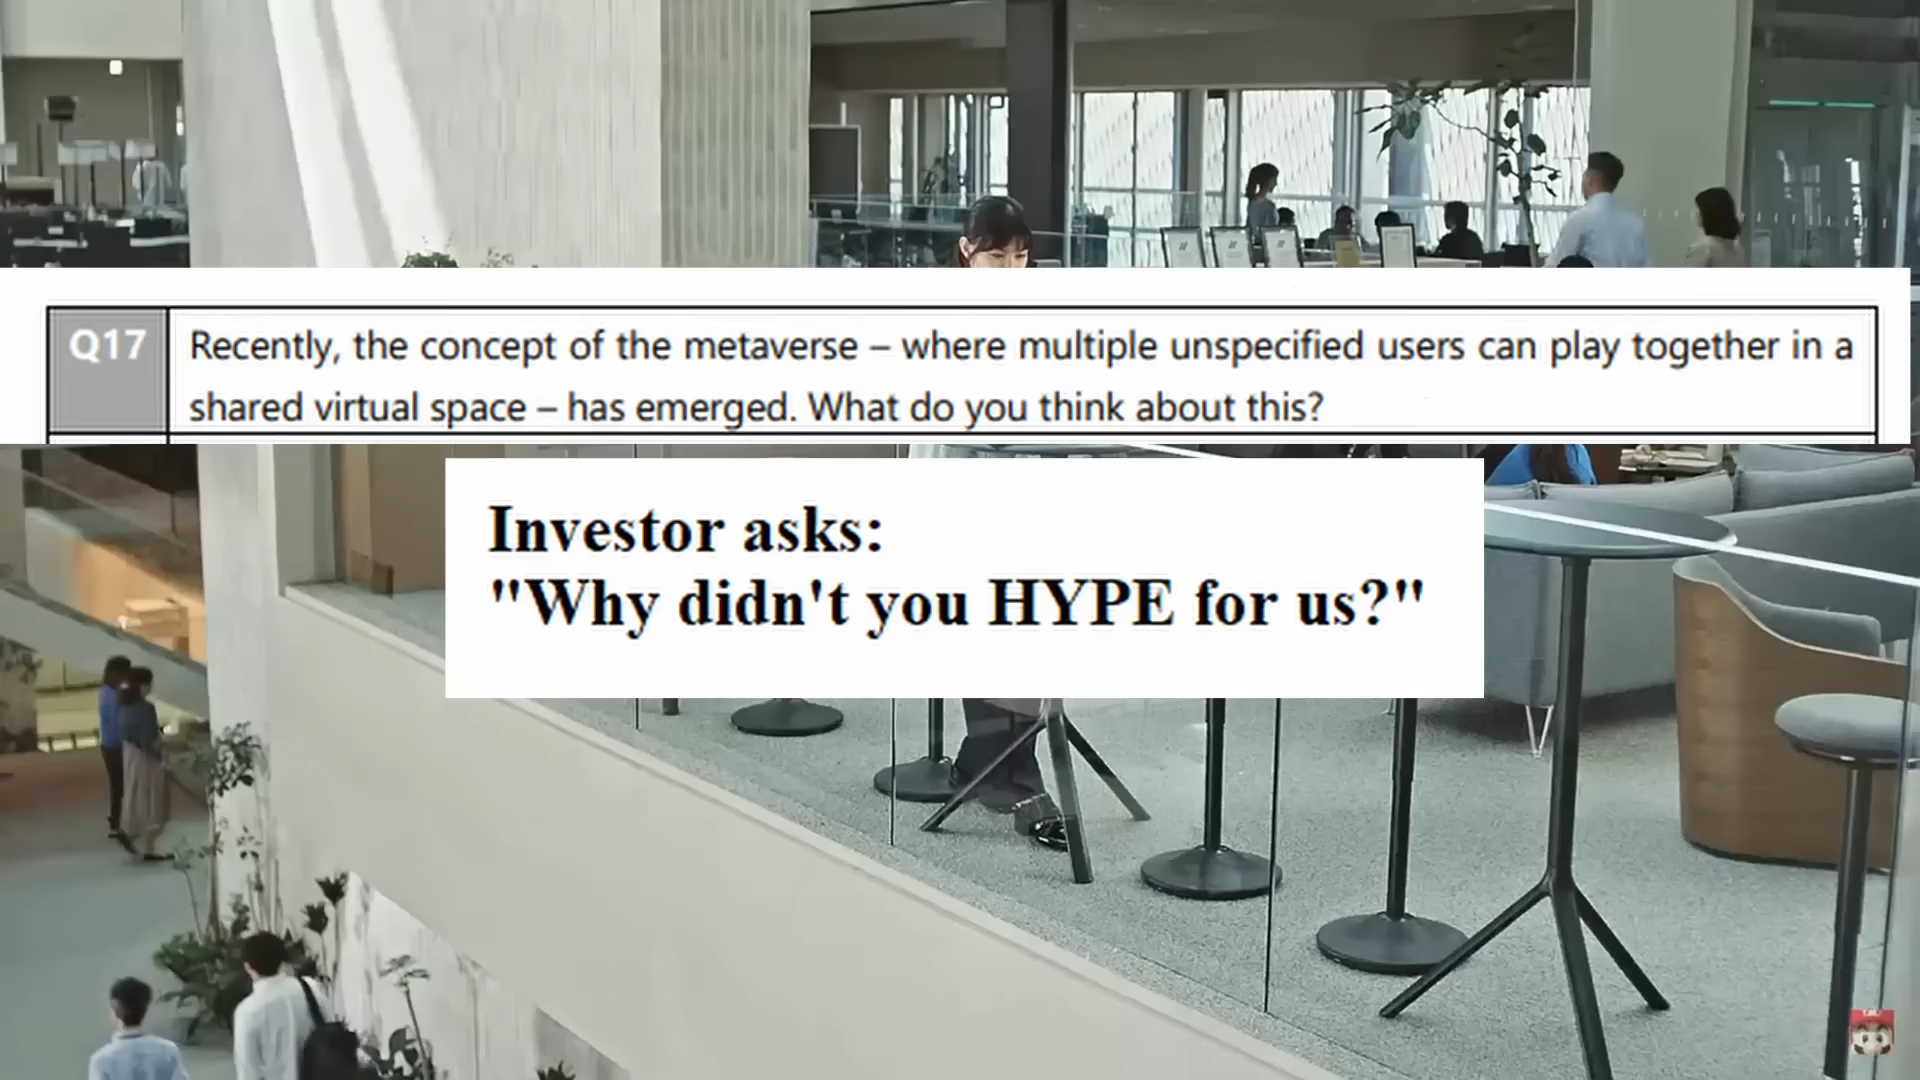 Q17
Recently, the concept of the metaverse – where multiple unspecified users can play together in a
shared virtual space – has emerged. What do you think about this?
Investor asks:
"Why didn't you HYPE for us?"